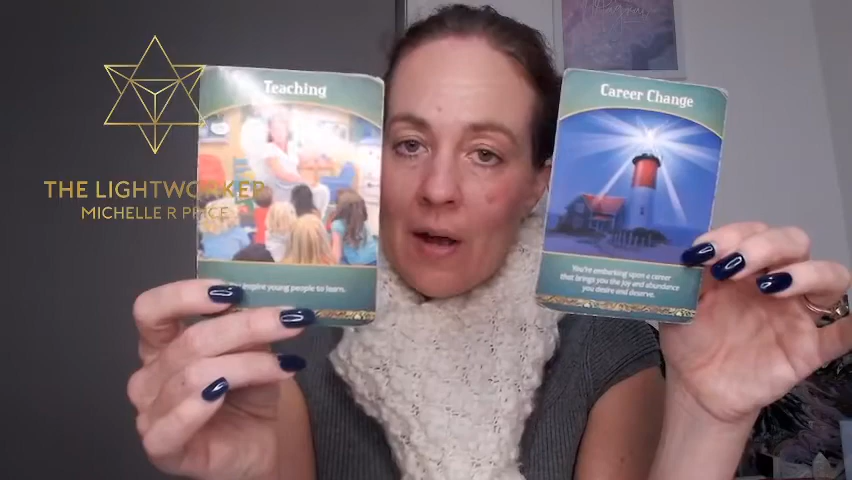 THE LIGHTWORKER
MICHELLE R PRICE
Teaching
inspire young people to learn.
Career Change
You're embarking upon a career
that brings you the joy and abundance
you desire and deserve.